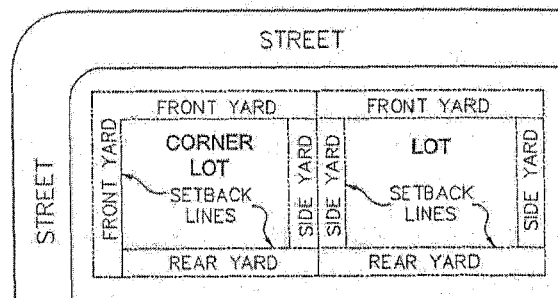 STREET
STREET
FRONT YARD
FRONT YARD
FRONT YARD
CORNER
LOT
SETBACK
LINES
SIDE YARD
SIDE YARD
LOT
SETBACK
LINES
SIDE YARD
REAR YARD
REAR YARD